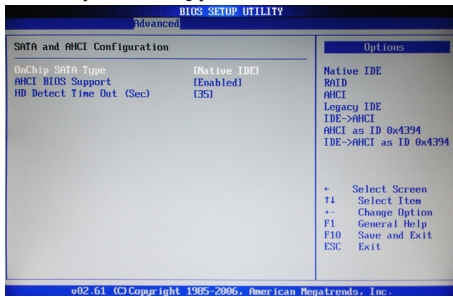 BIOS SETUP UTILITY
Advanced
SATA and AHCI Configuration
OnChip SATA Type [Native IDE]
AHCI BIOS Support [Enabled]
HD Detect Time Out (Sec) [35]
Options
Native IDE
RAID
AHCI
Legacy IDE
IDE->AHCI
AHCI as ID 0x4394
IDE->AHCI as ID 0x4394
← Select Screen
↑↓ Select Item
+- Change Option
F1 General Help
F10 Save and Exit
ESC Exit
v02.61 (C)Copyright 1985-2006, American Megatrends, Inc.